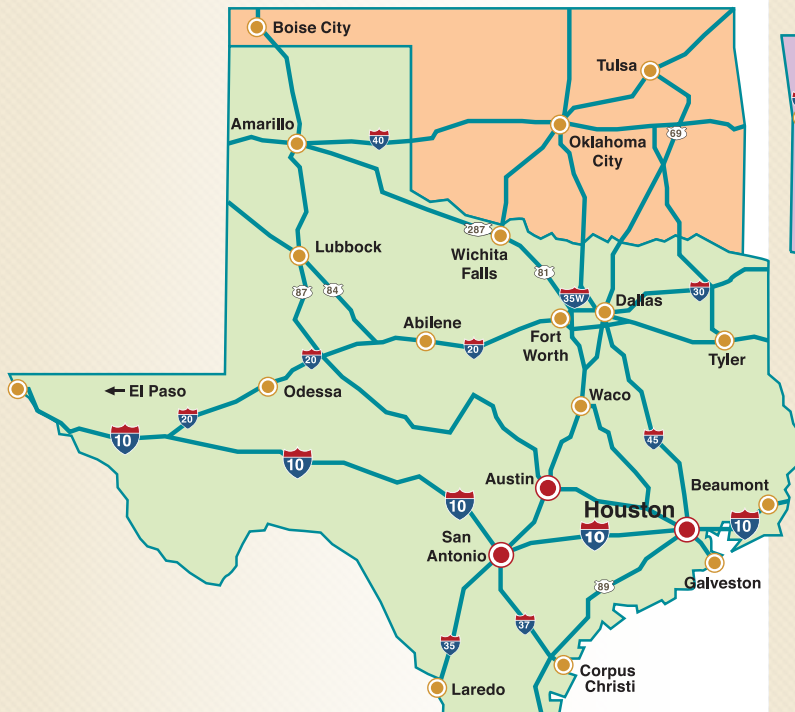 Boise City
Tulsa
Amarillo
40
Oklahoma
City
69
287
Wichita
Falls
Lubbock
81
87
84
35W
Dallas
30
Abilene
Fort
Worth
20
20
Tyler
El Paso
Odessa
Waco
20
10
10
45
Austin
Beaumont
10
Houston
10
10
San
Antonio
89
Galveston
37
35
Corpus
Christi
Laredo